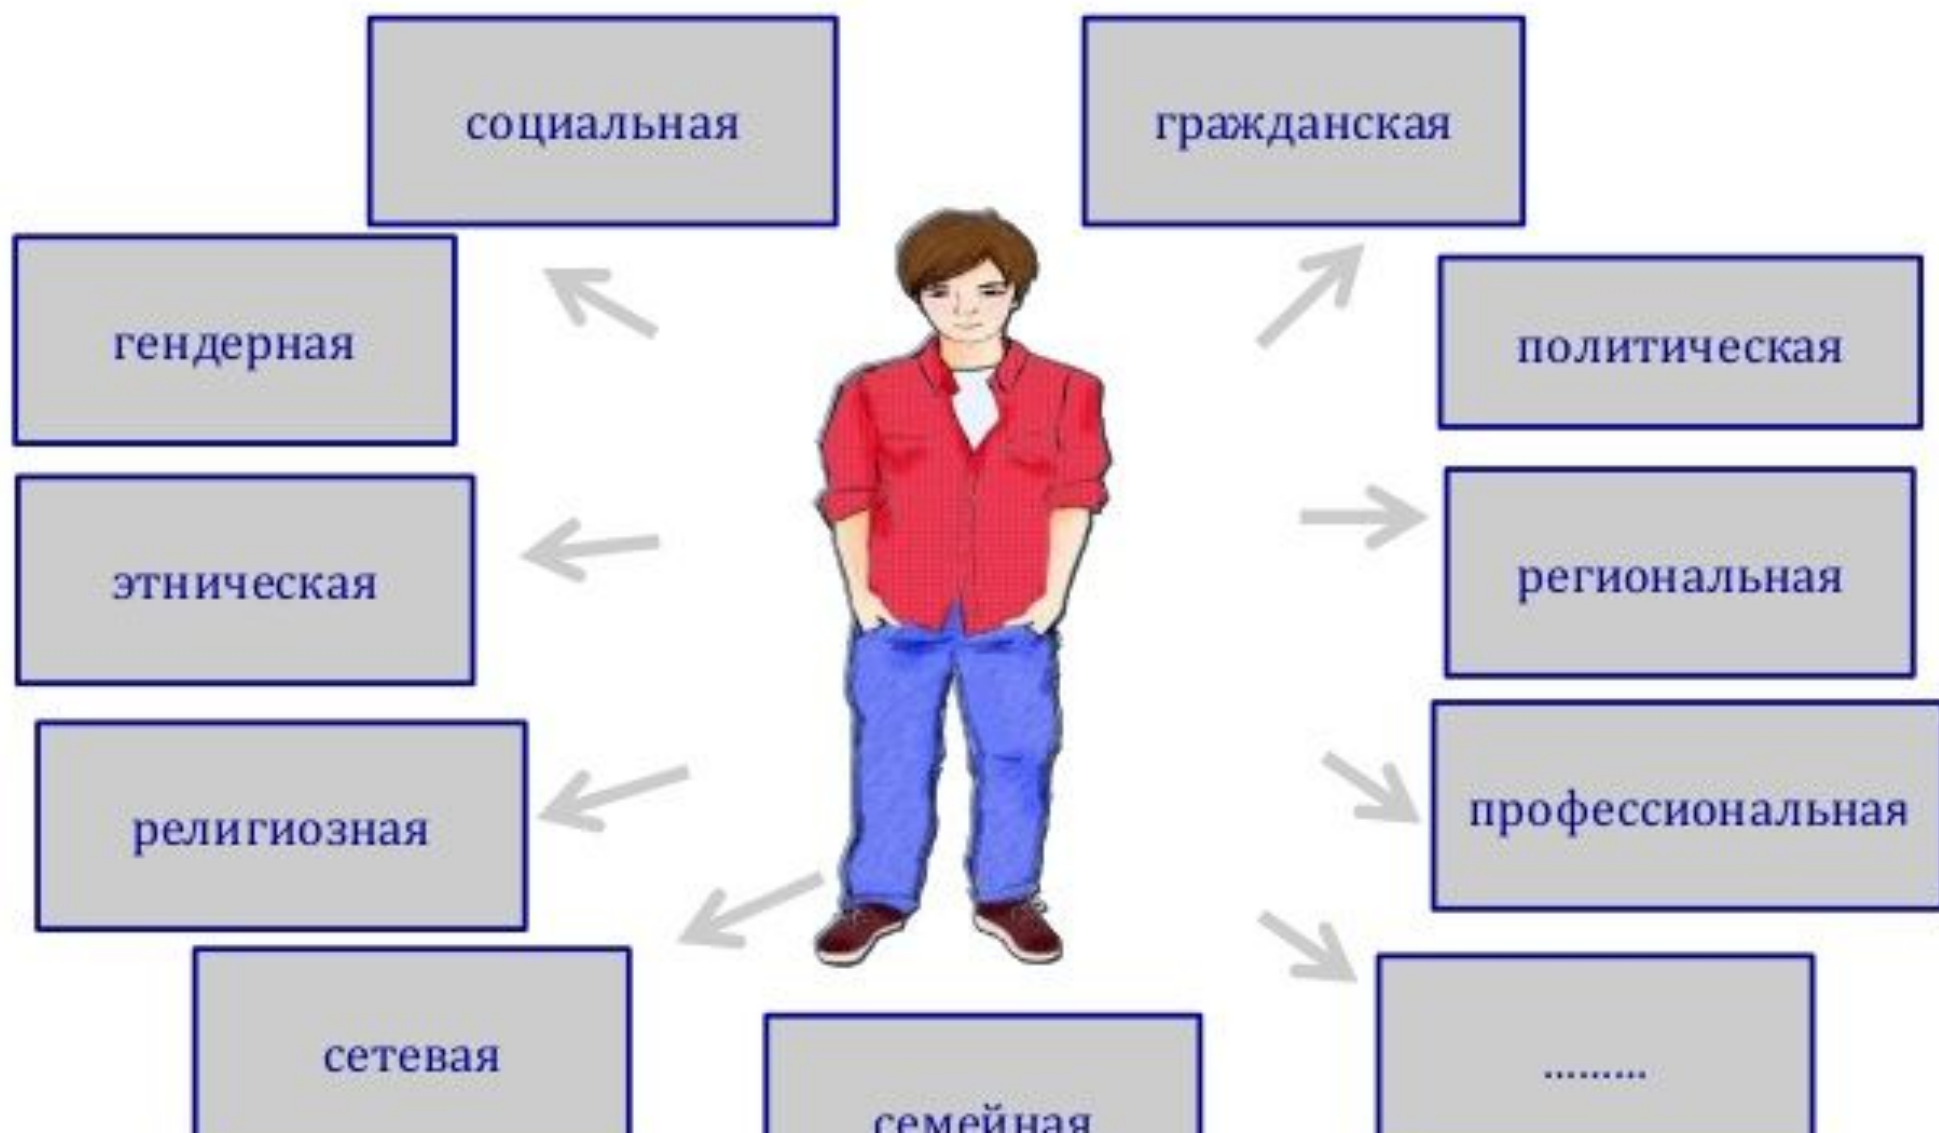 социальная
гражданская
гендерная
политическая
этническая
региональная
религиозная
профессиональная
сетевая
семейная
.........